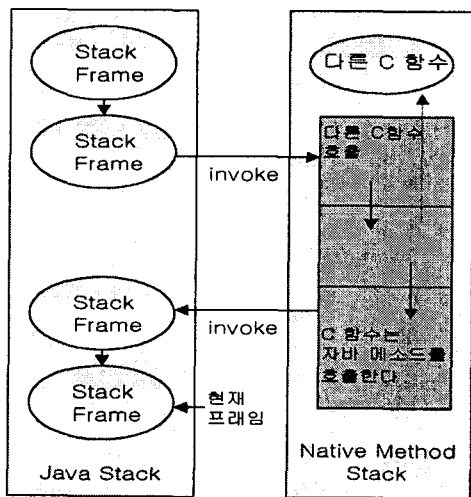 Stack
Frame
Stack
Frame
invoke
다른 C 함수
다른 C함수
호출
Stack
Frame
invoke
C 함수는
자바 메소드를
호출한다
Stack
Frame
현재
프래임
Java Stack
Native Method
Stack